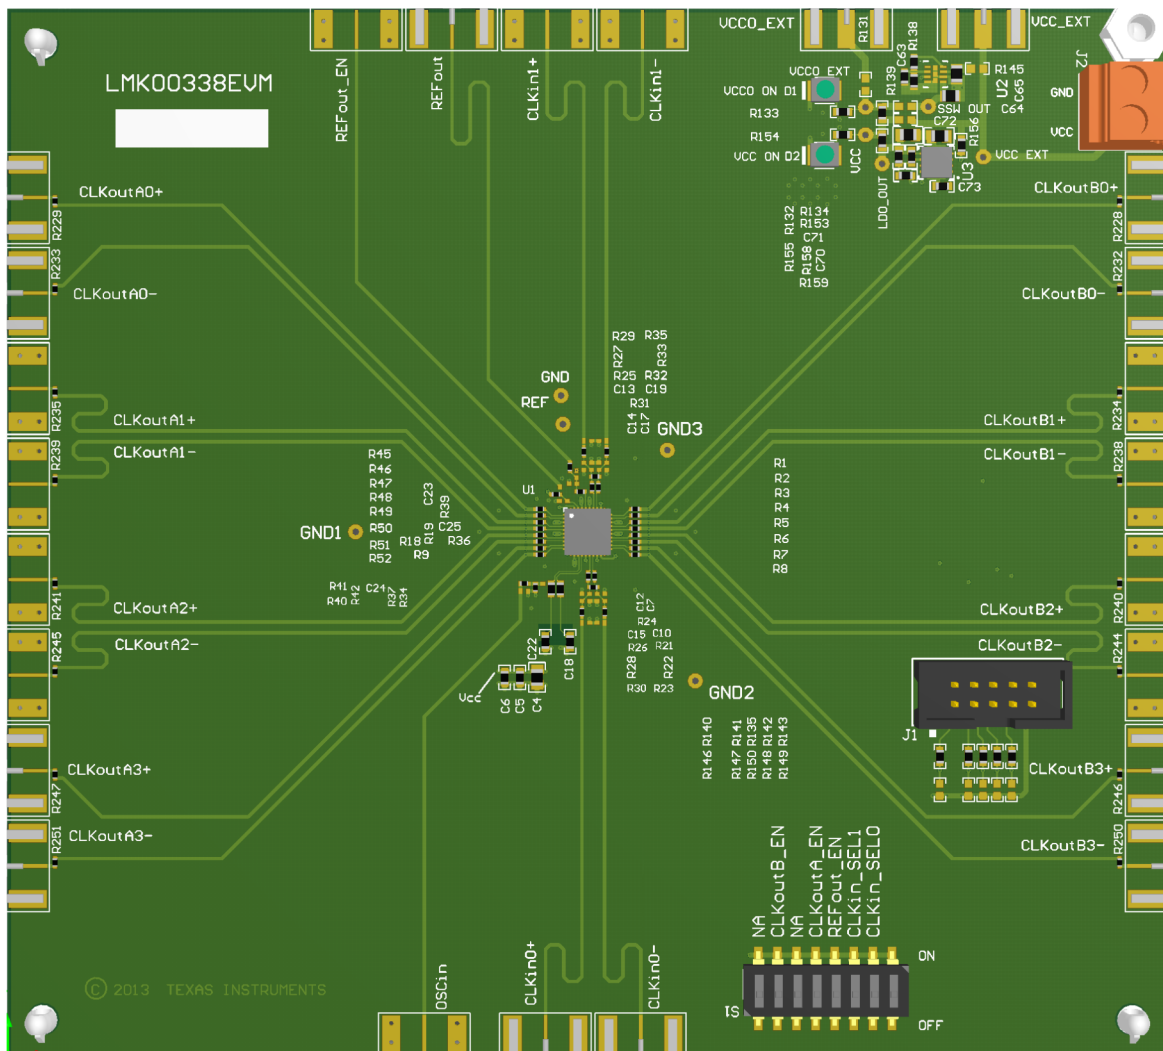 VCCO_EXT
VCC_EXT
R131
R138
C63
J2
LMK00338EVM
REFout_EN
REFout
CLKin1+
CLKin1-
VCCO_EXT
R139
R145
U2
C65
GND
VCCO ON D1
SSW OUT C64
R133
C72
R156
VCC
R154
VCC ON D2
VCC
VCC EXT
U3
C73
LDO_OUT
CLKoutA0+
R229
CLKoutB0+
R228
R132
R134
R153
C71
R155
R158
C70
R159
R233
CLKoutA0-
R232
CLKoutB0-
R29 R35
R27
R33
R25 R32
C13 C19
R31
C14
C17
GND
REF
GND3
R235
CLKoutA1+
R234
CLKoutB1+
R239
CLKoutA1-
R238
CLKoutB1-
R45
R46
R47
R48
R49
R50
R51
R52
C23
R39
R19
C25
R18
R36
R9
U1
GND1
R1
R2
R3
R4
R5
R6
R7
R8
R41
C24
R40
R42
R37
R34
R241
CLKoutA2+
R240
CLKoutB2+
C12
C7
R24
C15 C10
R26 R21
R28
R22
R30 R23
R245
CLKoutA2-
R244
CLKoutB2-
C22
C18
Vcc
C6
C5
C4
GND2
J1
R140
R141
R135
R142
R143
R146
R147
R150
R148
R149
CLKoutA3+
R247
CLKoutB3+
R246
R251
CLKoutA3-
R250
CLKoutB3-
NA
CLKoutB_EN
NA
CLKoutA_EN
REFout_EN
CLKin_SEL1
CLKin_SEL0
ON
© 2013 TEXAS INSTRUMENTS
OSCin
CLKin0+
CLKin0-
S1
OFF